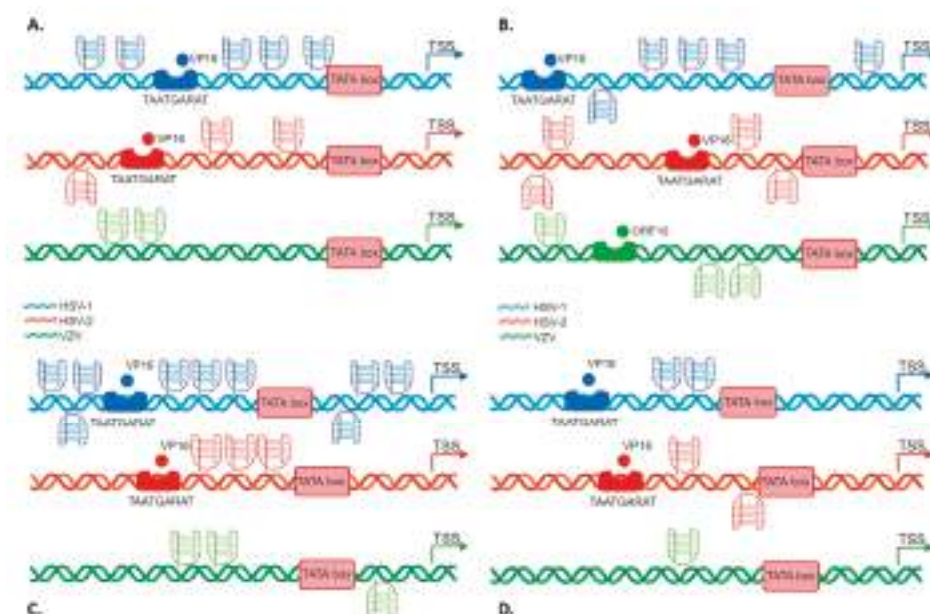 A.
TSS
VP16
TATA box
TAATGARAT
TSS
VP16
TATA box
TAATGARAT
TSS
TATA box
HSV-1
HSV-2
VZV
B.
TSS
VP16
TATA box
TAATGARAT
TSS
VP16
TATA box
TAATGARAT
TSS
ORF10
TATA box
HSV-1
HSV-2
VZV
TSS
VP16
TATA box
TAATGARAT
TSS
VP16
TATA box
TAATGARAT
TSS
TATA box
C.
TSS
VP16
TATA box
TAATGARAT
TSS
VP16
TATA box
TAATGARAT
TSS
TATA box
D.